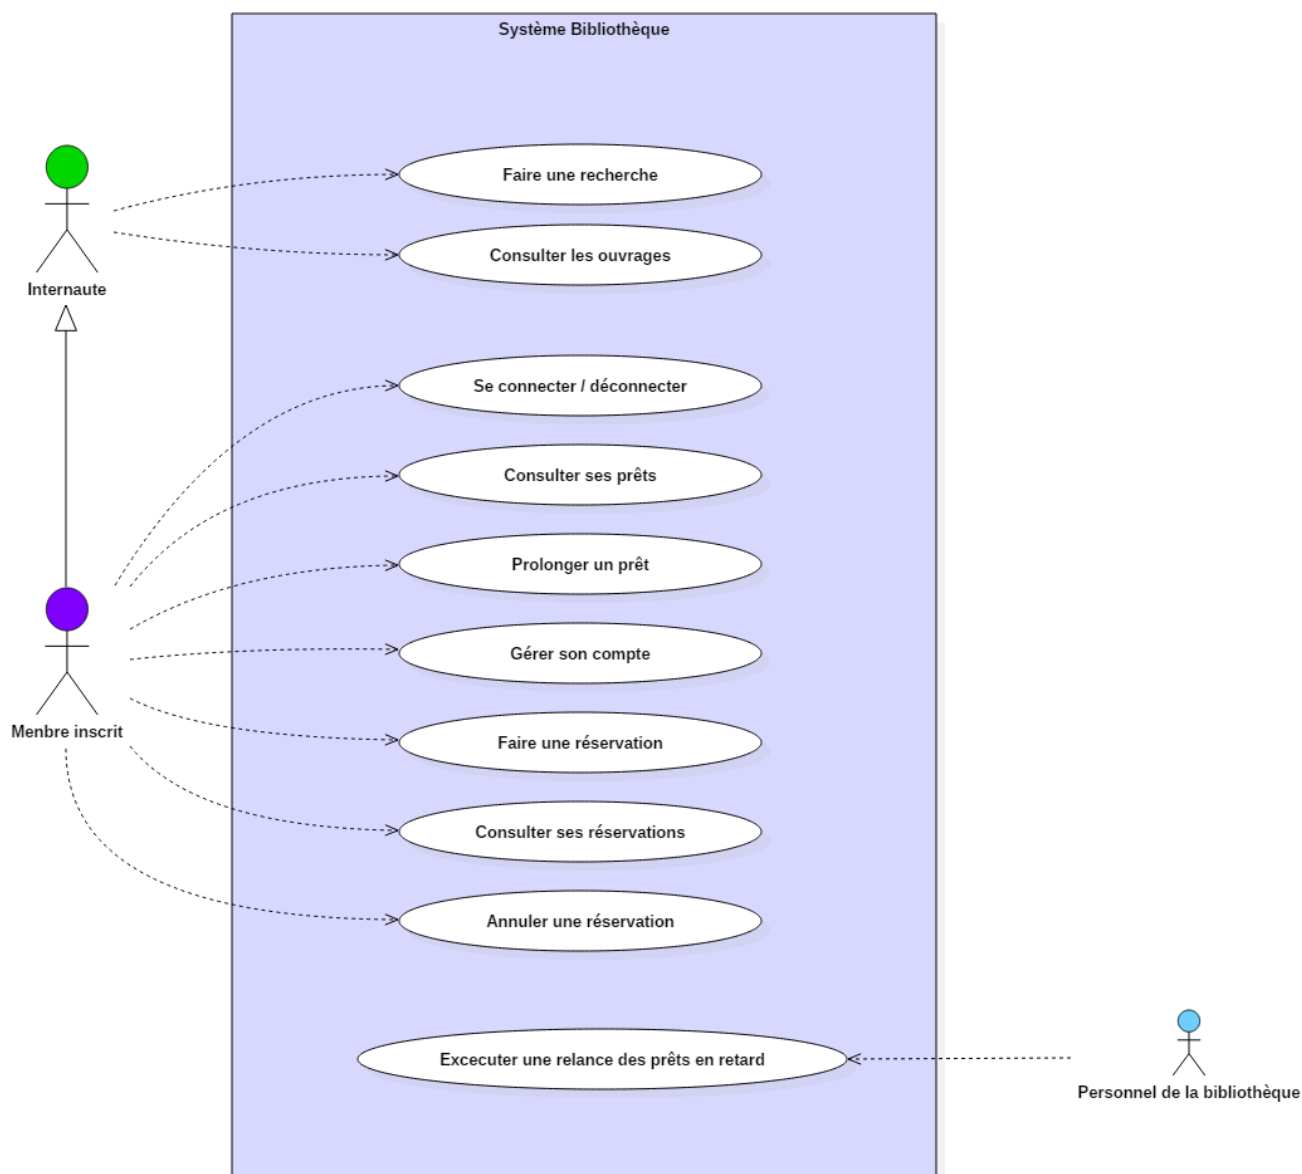 Système Bibliothèque
Faire une recherche
Consulter les ouvrages
Internaute
Se connecter / déconnecter
Consulter ses prêts
Prolonger un prêt
Gérer son compte
Menbre inscrit
Faire une réservation
Consulter ses réservations
Annuler une réservation
Excecuter une relance des prêts en retard
Personnel de la bibliothèque